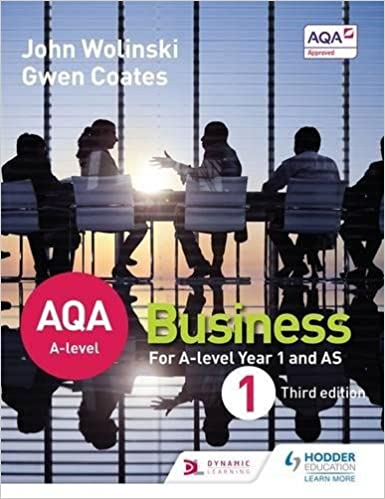 John Wolinski
Gwen Coates
AQA
Approved
AQA
A-level
Business
For A-level Year 1 and AS
1
Third edition
DYNAMIC
LEARNING
HODDER
EDUCATION
LEARN MORE